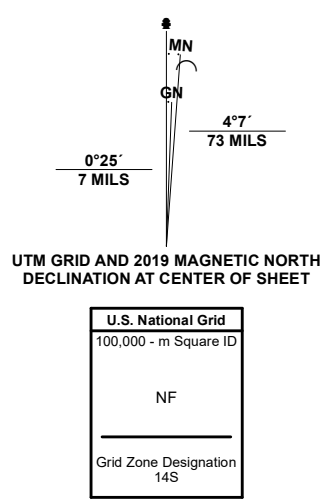 MN
GN
4°7´
73 MILS
0°25´
7 MILS
UTM GRID AND 2019 MAGNETIC NORTH
DECLINATION AT CENTER OF SHEET
U.S. National Grid
100,000 - m Square ID
NF
Grid Zone Designation
14S